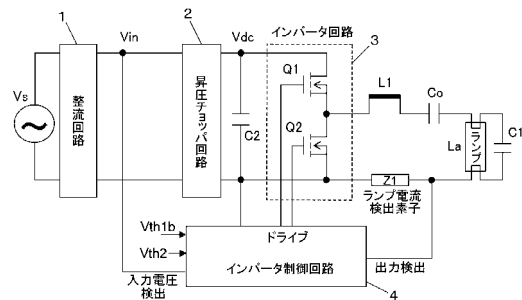 1
Vin
2
Vdc
インバータ回路
3
Vs
整流回路
昇圧チョッパ回路
C2
Q1
Q2
L1
Co
La
ランプ
C1
Z1
ランプ電流
検出素子
Vth1b
Vth2
ドライブ
インバータ制御回路
入力電圧
検出
出力検出
4